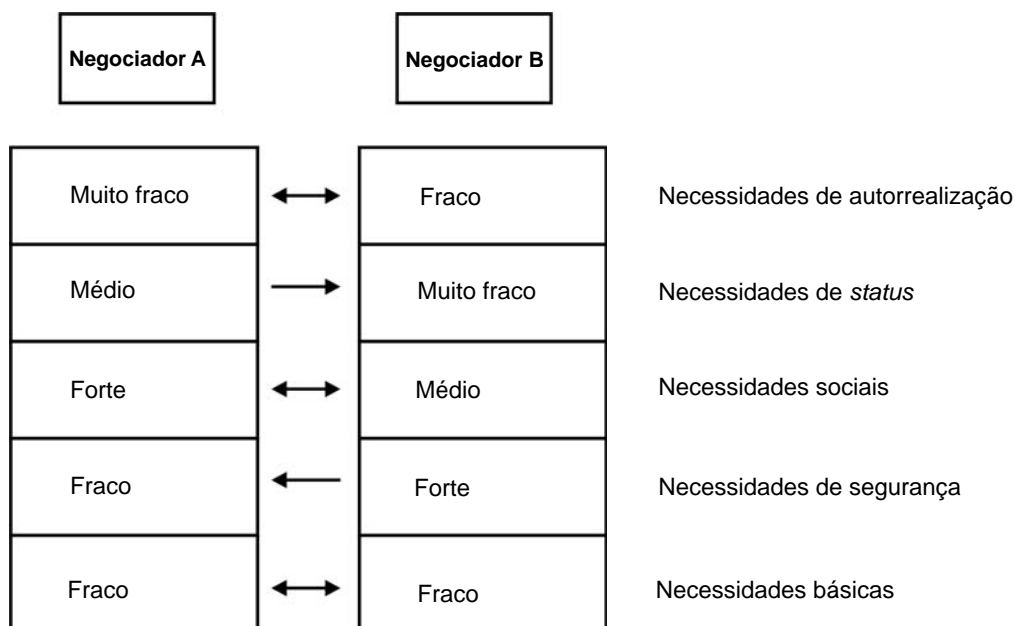 Negociador A
Negociador B
Muito fraco
Fraco
Necessidades de autorrealização
Médio
Muito fraco
Necessidades de status
Forte
Médio
Necessidades sociais
Fraco
Forte
Necessidades de segurança
Fraco
Fraco
Necessidades básicas